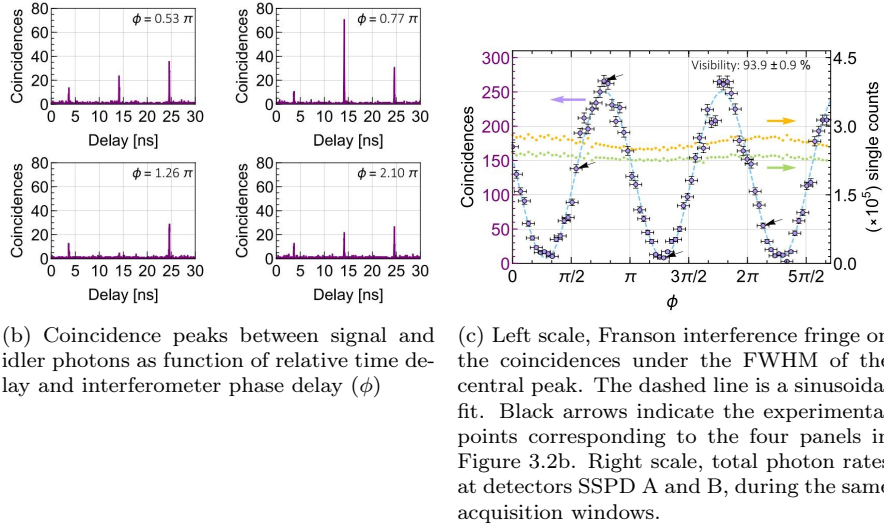 80
60
40
20
0
Coincidences
ϕ = 0.53 π
0 5 10 15 20 25 30
Delay [ns]
80
60
40
20
0
Coincidences
ϕ = 0.77 π
0 5 10 15 20 25 30
Delay [ns]
80
60
40
20
0
Coincidences
ϕ = 1.26 π
0 5 10 15 20 25 30
Delay [ns]
80
60
40
20
0
Coincidences
ϕ = 2.10 π
0 5 10 15 20 25 30
Delay [ns]
(b) Coincidence peaks between signal and
idler photons as function of relative time de-
lay and interferometer phase delay (ϕ)
Visibility: 93.9 ±0.9 %
300
250
200
150
100
50
0
Coincidences
4.5
3.0
1.5
0.0
(×10⁵) single counts
0 π/2 π 3π/2 2π 5π/2
ϕ
(c) Left scale, Franson interference fringe on
the coincidences under the FWHM of the
central peak. The dashed line is a sinusoida
fit. Black arrows indicate the experimenta
points corresponding to the four panels in
Figure 3.2b. Right scale, total photon rates
at detectors SSPD A and B, during the same
acquisition windows.